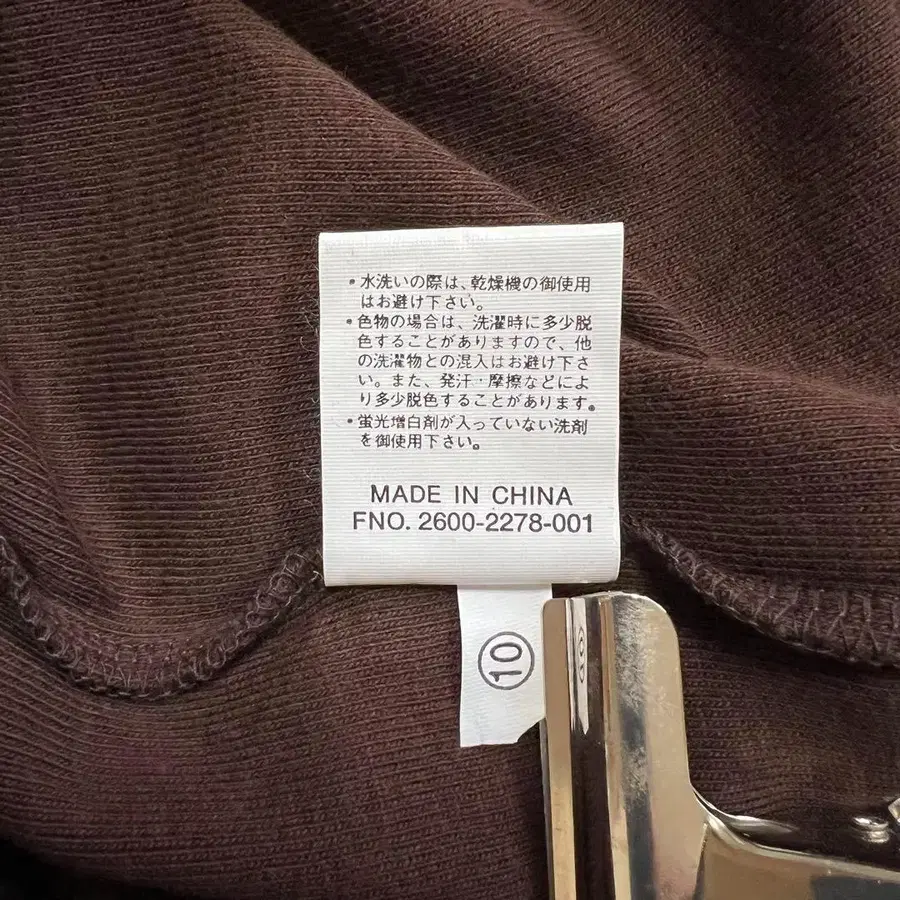 ・水洗いの際は、乾燥機の御使用
はお避け下さい。
・色物の場合は、洗濯時に多少脱
色することがありますので、他
の洗濯物との混入はお避け下さ
い。また、発汗・摩擦などによ
り多少脱色することがあります。
・蛍光増白剤が入っていない洗剤
を御使用下さい。
MADE IN CHINA
FNO. 2600-2278-001
10